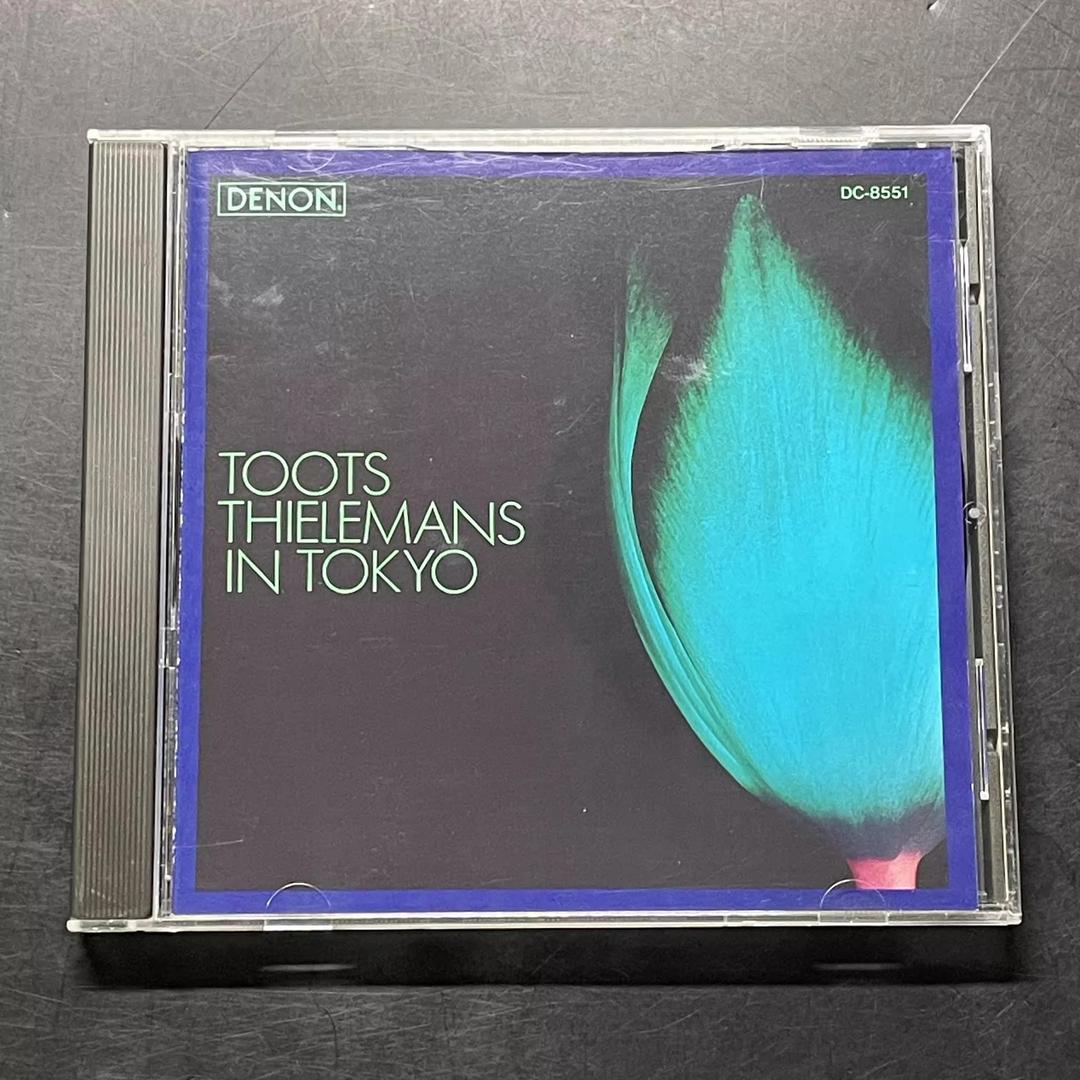 DENON
DC-8551
TOOTS
THIELEMANS
IN TOKYO